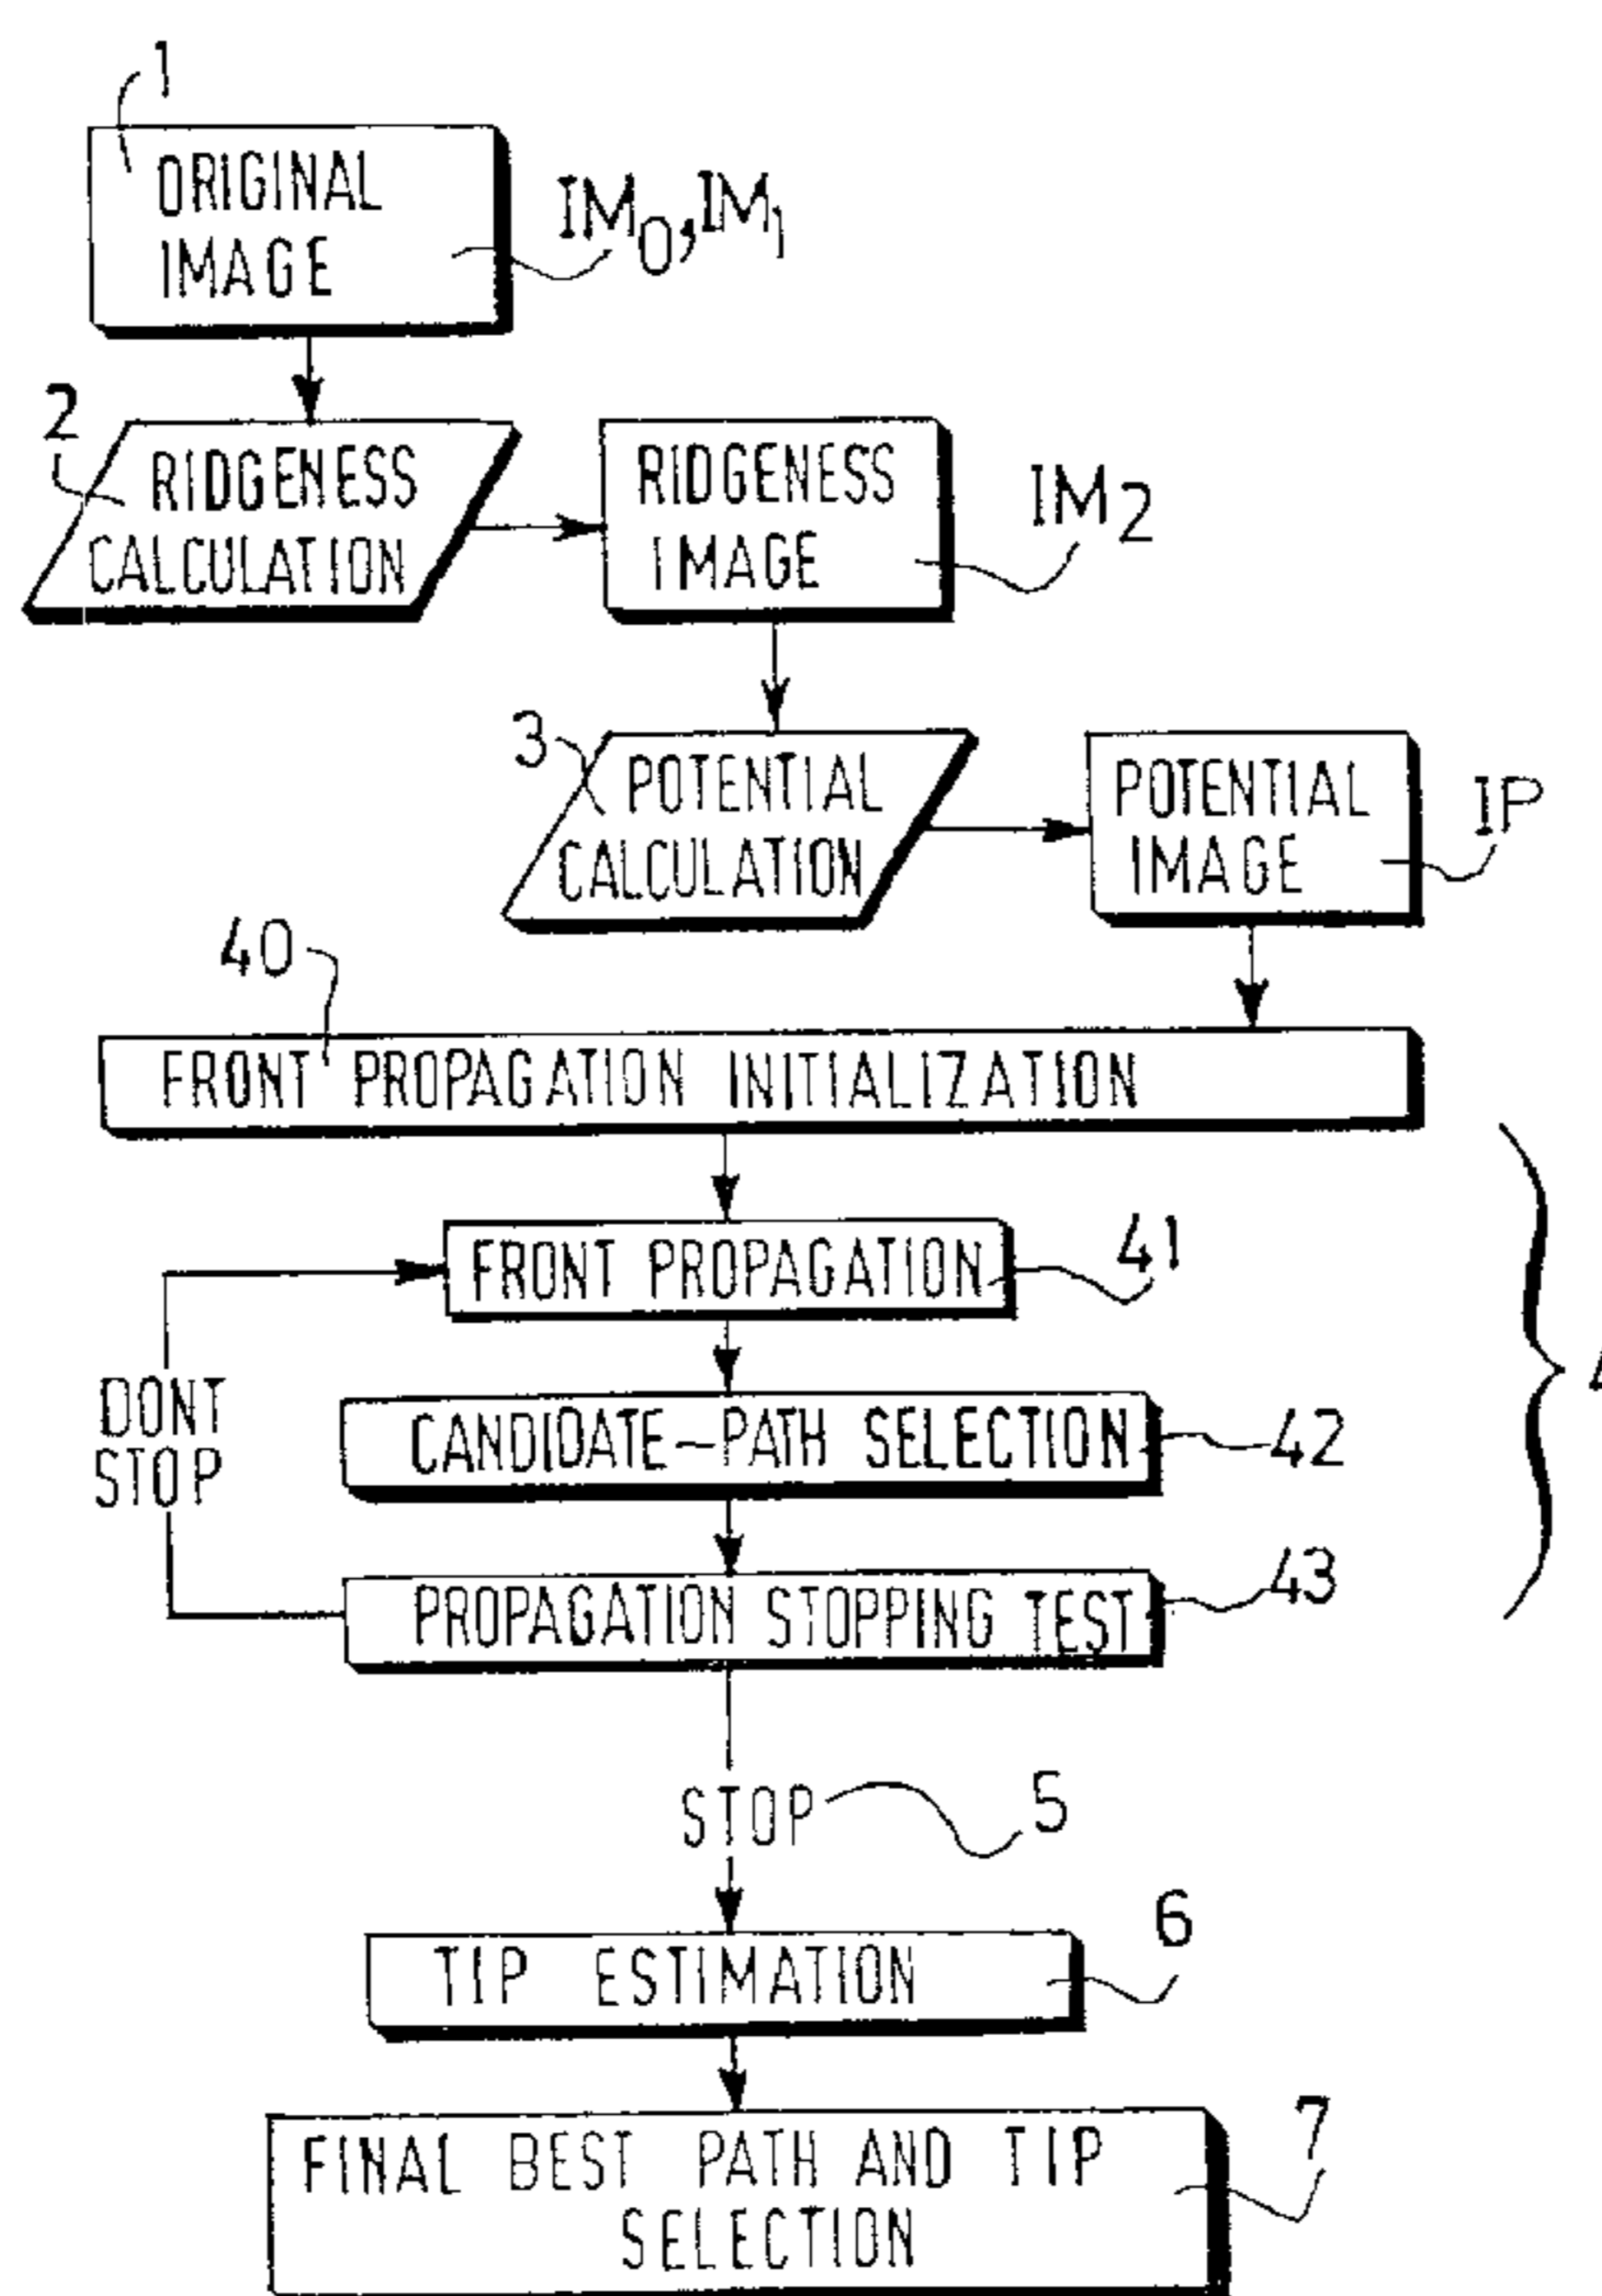 1
ORIGINAL
IMAGE
IM0, IM1
2
RIDGENESS
CALCULATION
RIDGENESS
IMAGE
IM2
3
POTENTIAL
CALCULATION
POTENTIAL
IMAGE
IP
40
FRONT PROPAGATION INITIALIZATION
FRONT PROPAGATION
41
DONT
STOP
CANDIDATE-PATH SELECTION
42
PROPAGATION STOPPING TEST
43
STOP
5
TIP ESTIMATION
6
FINAL BEST PATH AND TIP
SELECTION
7